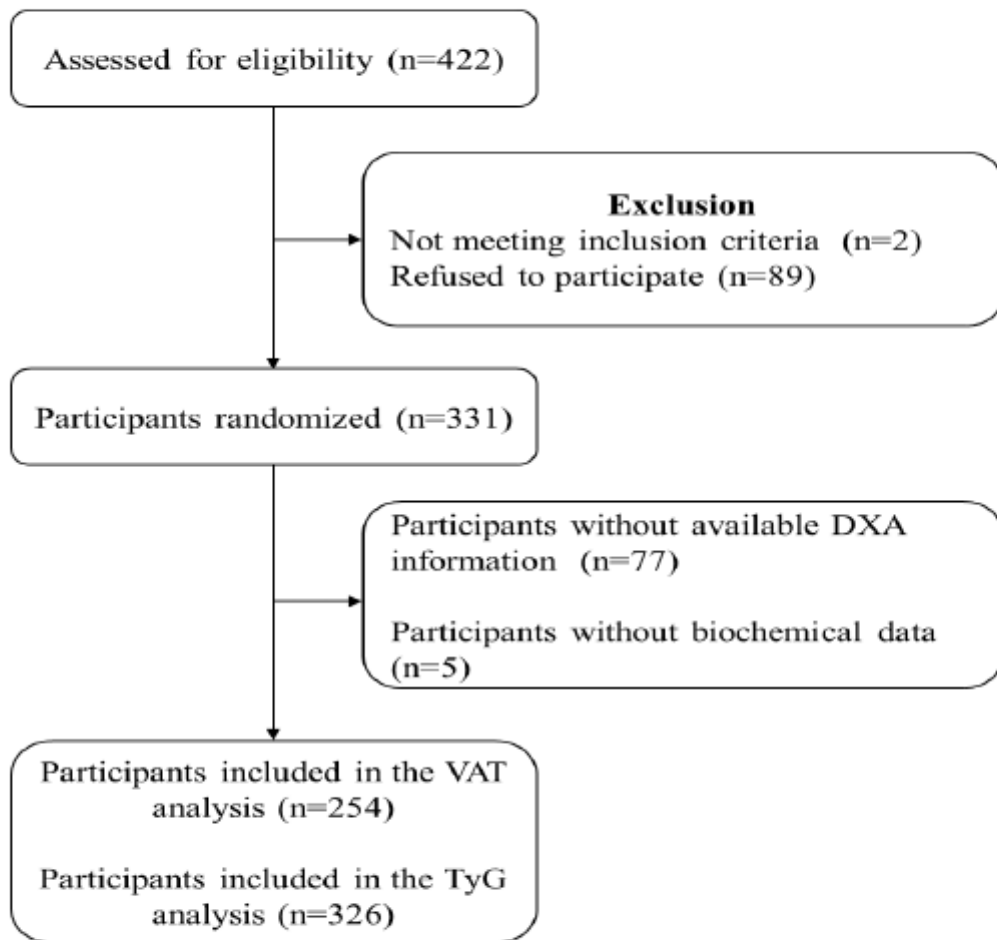 Assessed for eligibility (n=422)
Exclusion
Not meeting inclusion criteria (n=2)
Refused to participate (n=89)
Participants randomized (n=331)
Participants without available DXA
information (n=77)
Participants without biochemical data
(n=5)
Participants included in the VAT
analysis (n=254)
Participants included in the TyG
analysis (n=326)